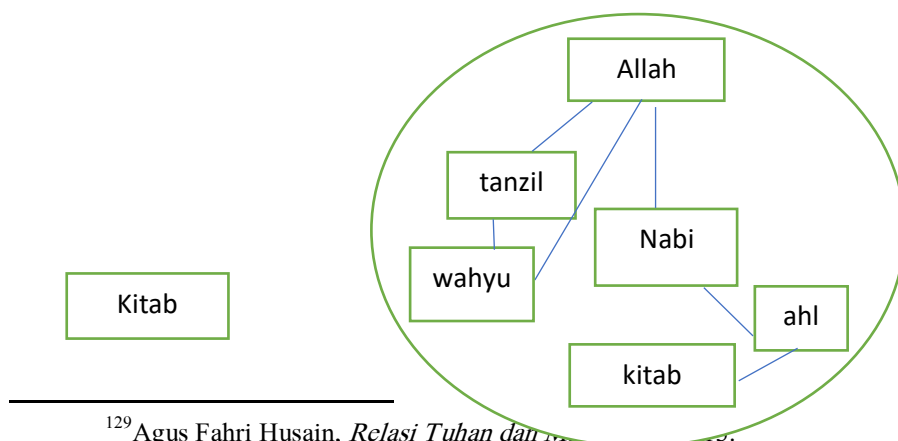 Allah
tanzil
Nabi
wahyu
Kitab
ahl
kitab
129Agus Fahri Husain, Relasi Tuhan dan